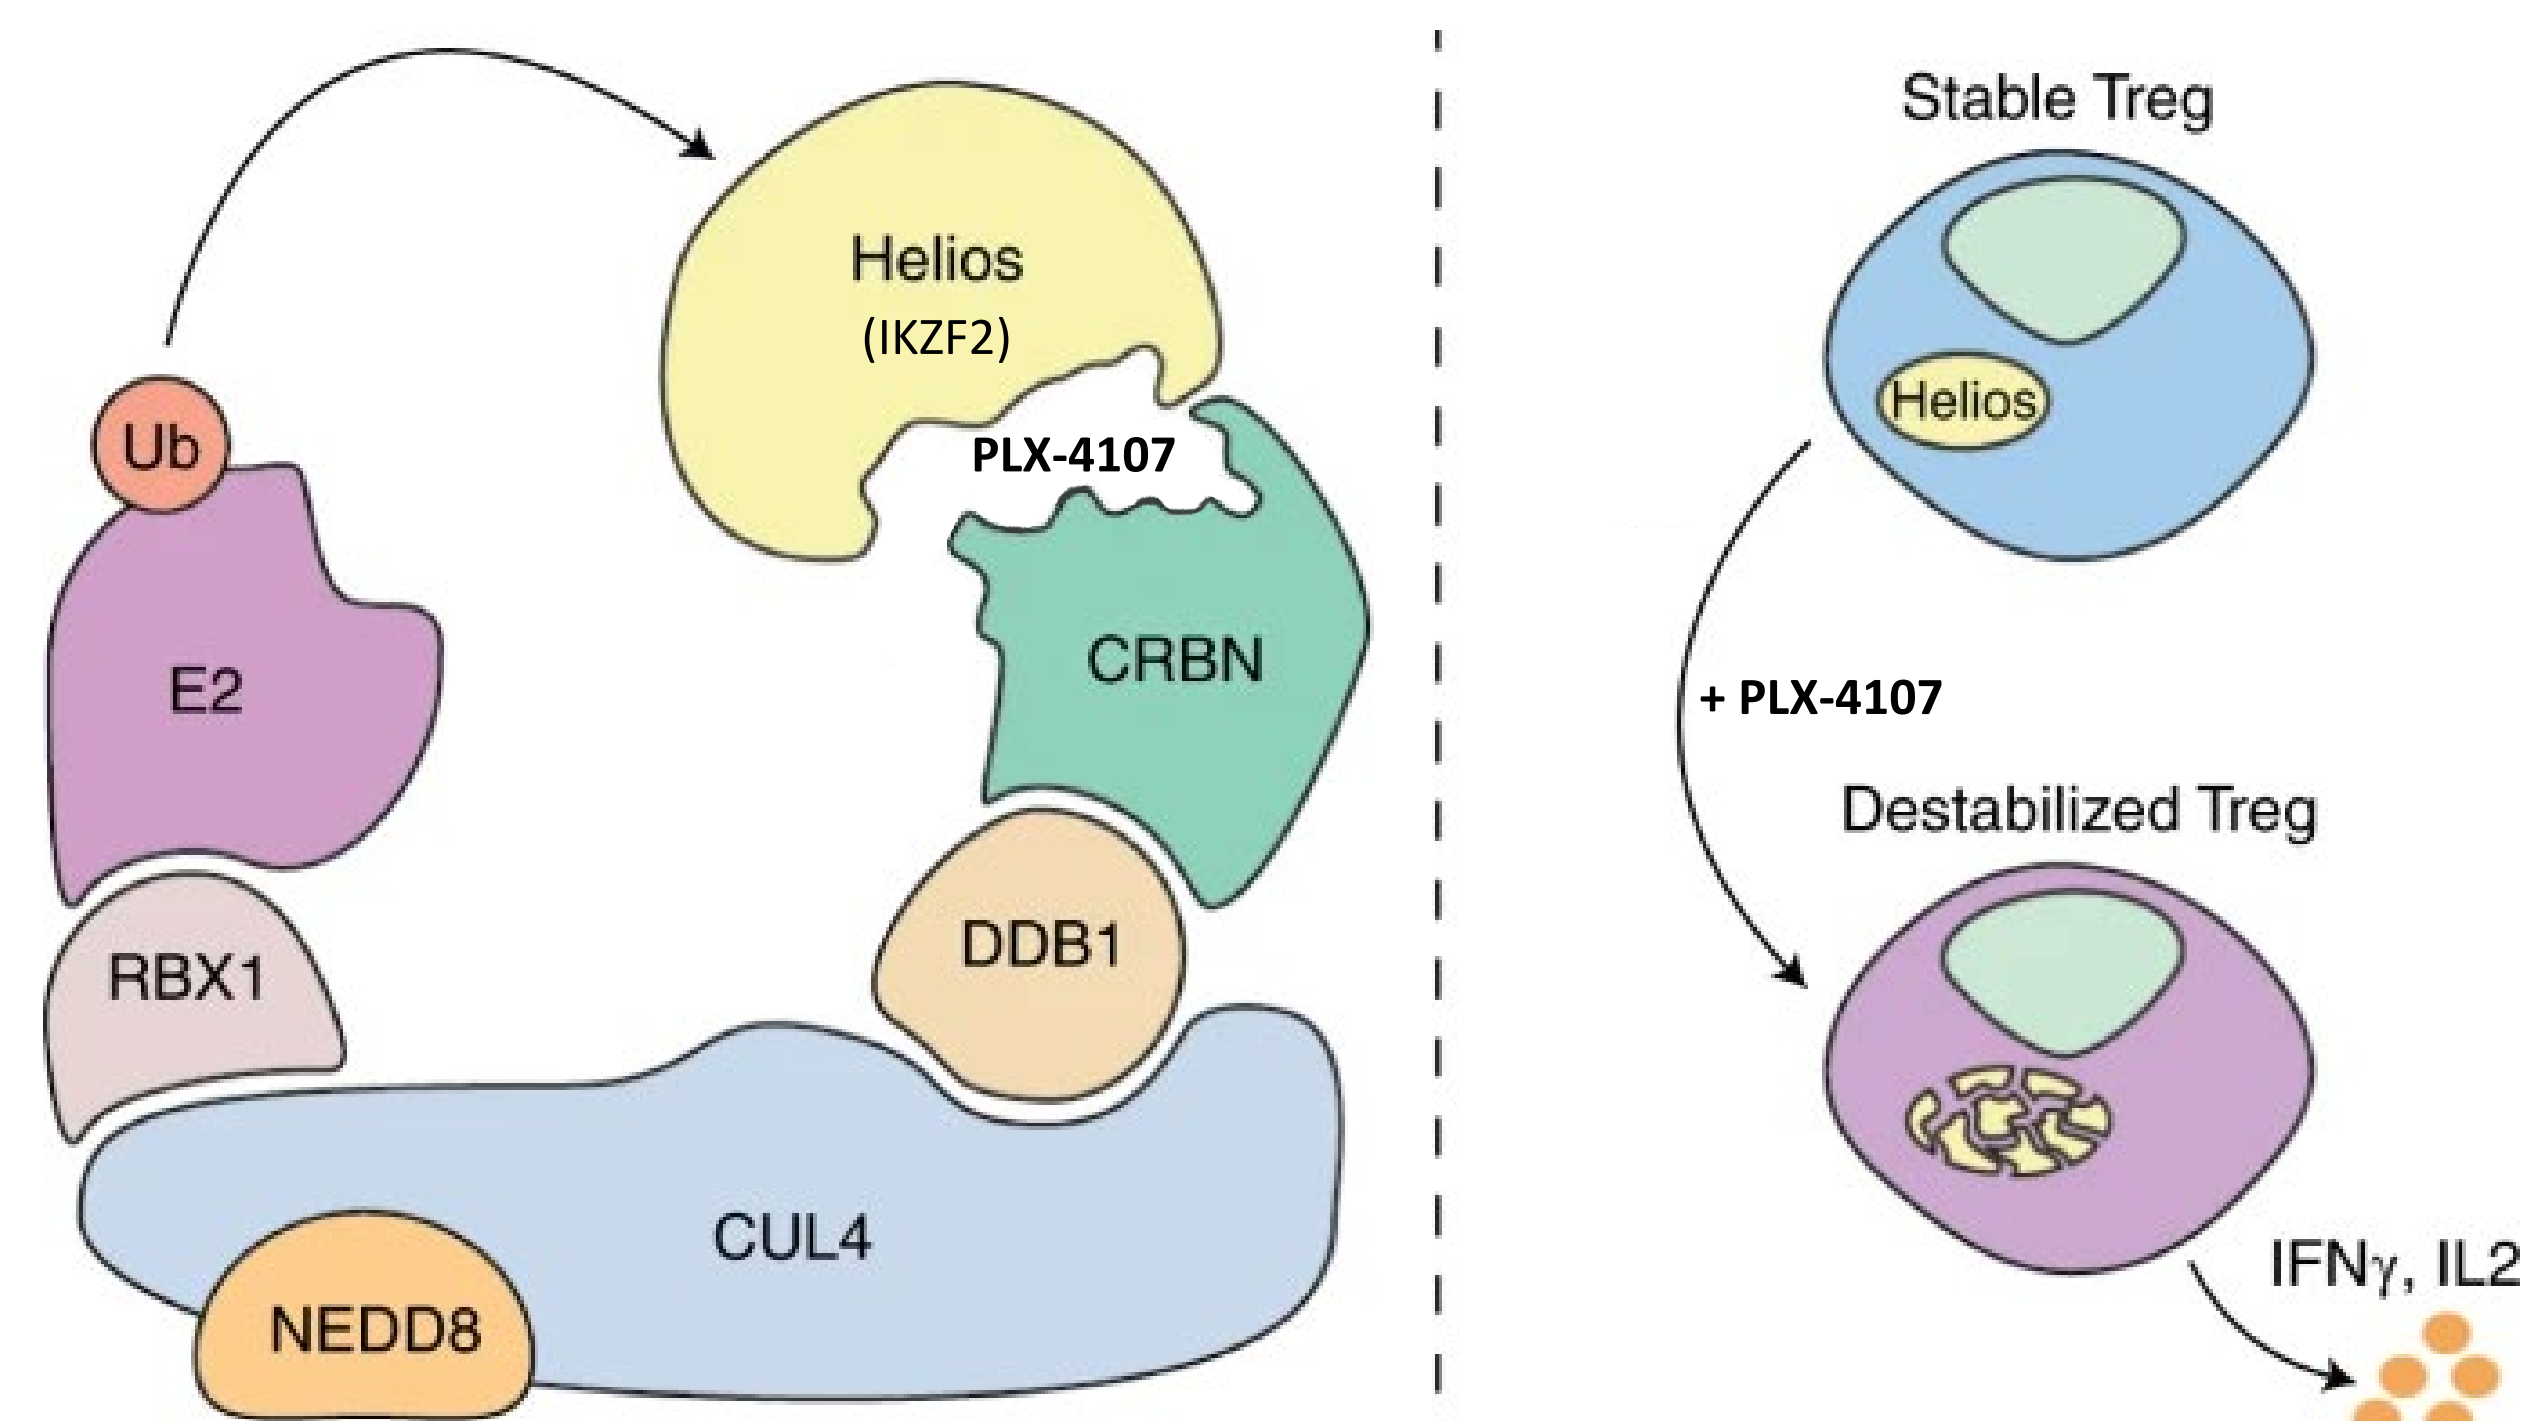 Helios
(IKZF2)
PLX-4107
Ub
E2
CRBN
RBX1
DDB1
CUL4
NEDD8
Stable Treg
Helios
+ PLX-4107
Destabilized Treg
IFNγ, IL2